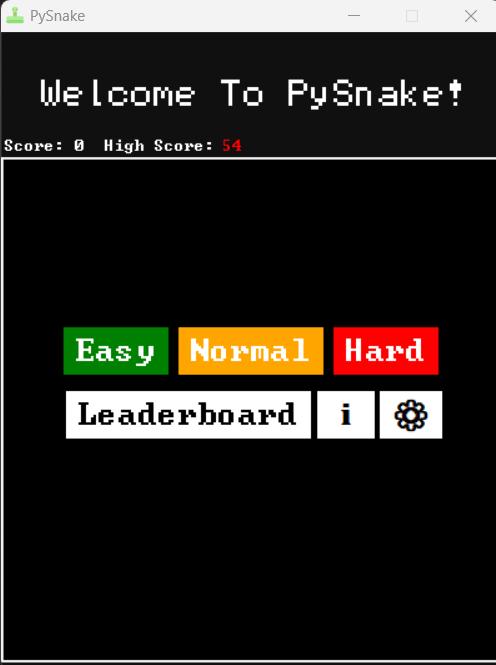 PySnake
Welcome To PySnake!
Score: 0 High Score: 54
Easy Normal Hard
Leaderboard i